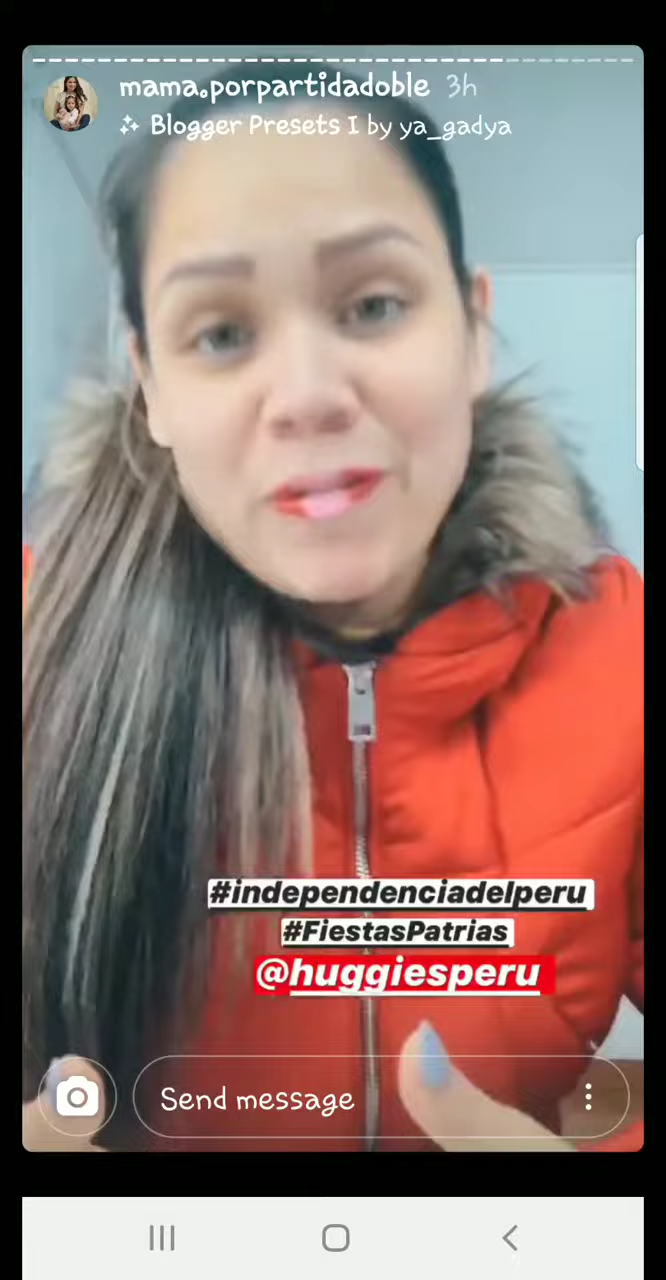 mama.porpartidadoble 3h
Blogger Presets I by ya_gadya
#independenciadelperu
#FiestasPatrias
@huggiesperu
Send message